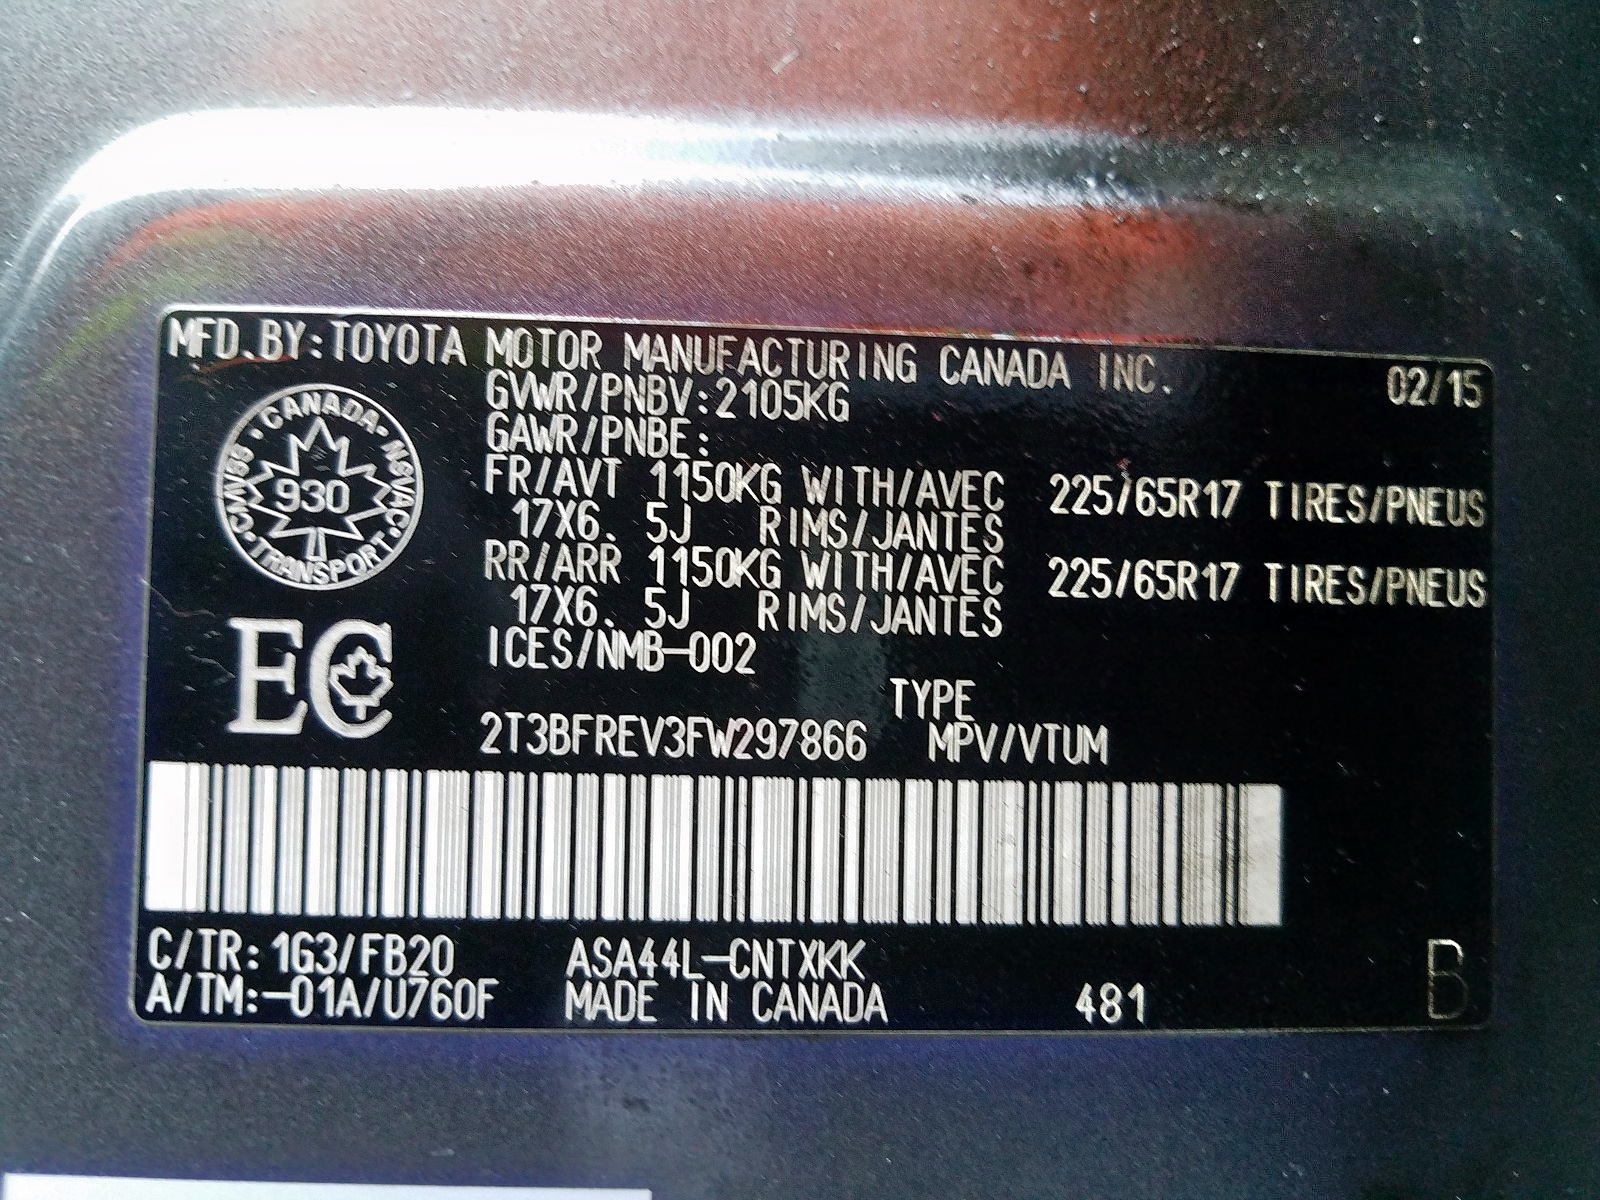 MFD.BY:TOYOTA MOTOR MANUFACTURING CANADA INC. 02/15
GVWR/PNBV:2105KG
GAWR/PNBE:
FR/AVT 1150KG WITH/AVEC 225/65R17 TIRES/PNEUS
17X6. 5J RIMS/JANTES
RR/ARR 1150KG WITH/AVEC 225/65R17 TIRES/PNEUS
17X6. 5J RIMS/JANTES
ICES/NMB-002
CANADA · NSVAC · TRANSPORT · CMVSS ·
930
EC
TYPE
2T3BFREV3FW297866 MPV/VTUM
C/TR:1G3/FB20 ASA44L-CNTXKK
A/TM:-01A/U760F MADE IN CANADA 481 B